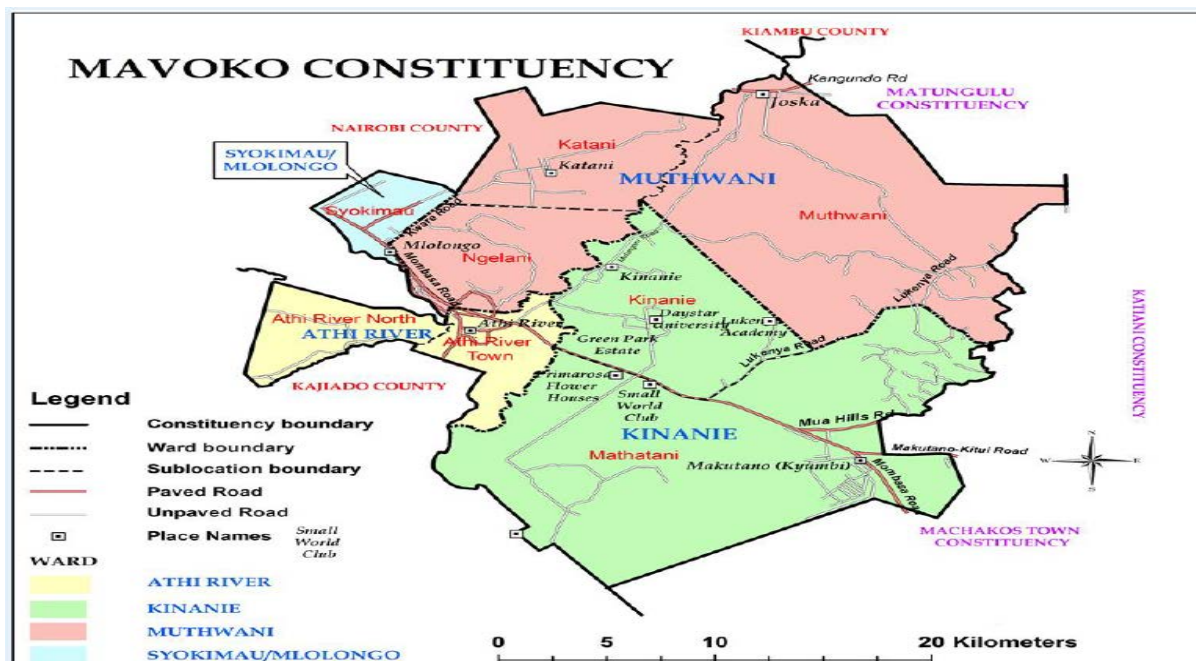 KIAMBU COUNTY
MAVOKO CONSTITUENCY
Kangundo Rd
MATUNGULU
CONSTITUENCY
Joska
NAIROBI COUNTY
SYOKIMAU/
MLOLONGO
Katani
Katani
MUTHWANI
Syokimau
Kware Road
Muthwani
Mlolongo
Ngelani
Mombasa Road
Kinanie
Lukenya Road
KATIANI CONSTITUENCY
Kinanie
Athi River North
ATHI RIVER
Athi River
Athi River
Town
Daystar
University
Luken
Academy
Green Park
Estate
Lukenya Road
KAJIADO COUNTY
Primarosa
Flower
Houses
Small
World
Club
Mua Hills Rd
KINANIE
Mathatani
Makutano (Kyumbi)
Makutano-Kitui Road
Mombasa Roa
N
W
E
S
MACHAKOS TOWN
CONSTITUENCY
Legend
Constituency boundary
Ward boundary
Sublocation boundary
Paved Road
Unpaved Road
Place Names
Small
World
Club
WARD
ATHI RIVER
KINANIE
MUTHWANI
SYOKIMAU/MLOLONGO
0 5 10 20 Kilometers